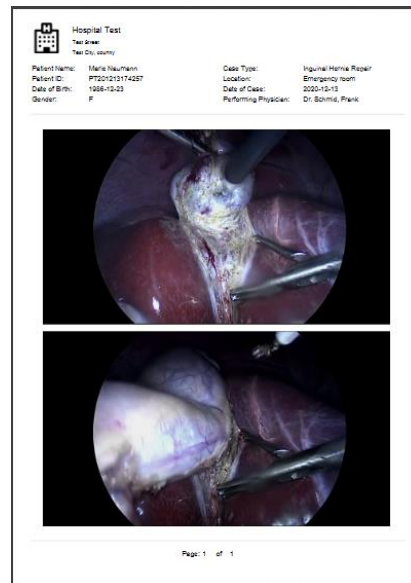 Hospital Test
Test Street
Test City, country
Patient Name: Marie Naumann Case Type: Inguinal Hernie Repair
Patient ID: PT201213174257 Location: Emergency room
Date of Birth: 1986-12-23 Date of Case: 2020-12-13
Gender: F Performing Physician: Dr. Schmid, Frank
Page: 1 of 1